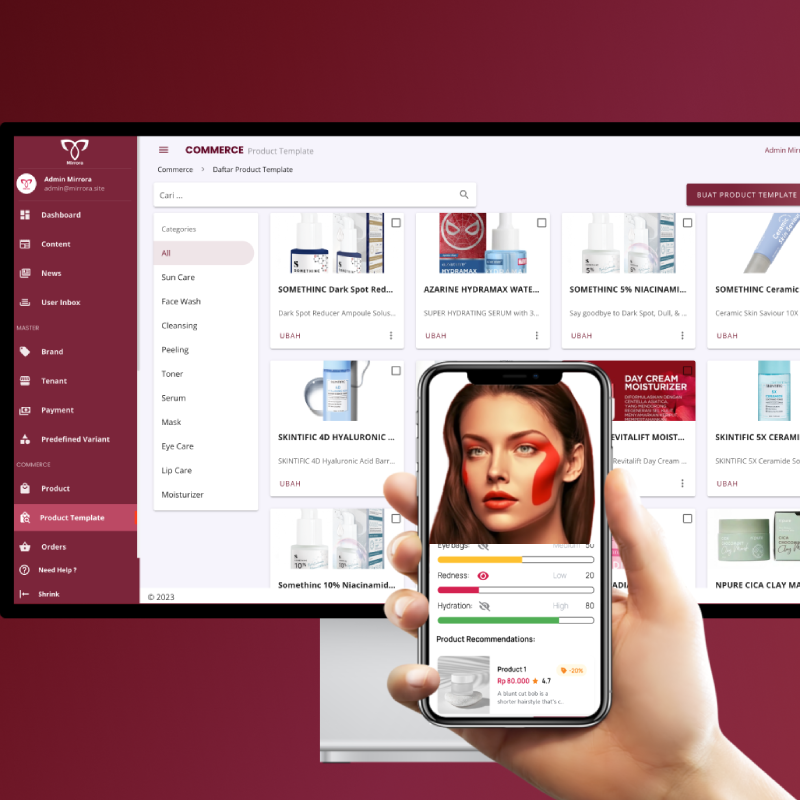 Mirrora
Admin Mirrora
admin@mirrora.site
Dashboard
Content
News
User Inbox
MASTER
Brand
Tenant
Payment
Predefined Variant
COMMERCE
Product
Product Template
Orders
Need Help ?
Shrink
COMMERCE Product Template
Admin Mirr
Commerce > Daftar Product Template
Cari ...
BUAT PRODUCT TEMPLATE
Categories
All
Sun Care
Face Wash
Cleansing
Peeling
Toner
Serum
Mask
Eye Care
Lip Care
Moisturizer
SOMETHINC Dark Spot Red...
Dark Spot Reducer Ampoule Solus...
UBAH
HYDRAMAX
AZARINE HYDRAMAX WATE...
SUPER HYDRATING SERUM with 3...
UBAH
5%
SOMETHINC 5% NIACINAMI...
Say goodbye to Dark Spot, Dull, & ...
UBAH
SOMETHINC Ceramic
Ceramic Skin Saviour 10X
UBAH
SKINTIFIC 4D HYALURONIC ...
SKINTIFIC 4D Hyaluronic Acid Barr...
UBAH
DAY CREAM
MOISTURIZER
EVITALIFT MOIST...
Revitalift Day Cream ...
SKINTIFIC 5X CERAMI
SKINTIFIC 5X Ceramide So
UBAH
10%
Somethinc 10% Niacinamid...
NPURE CICA CLAY MA
© 2023
Eyebags: Medium 50
Redness: Low 20
Hydration: High 80
Product Recommendations:
Product 1
-20%
Rp 60.000 4.7
A blunt cut bob is a
shorter hairstyle that's c..